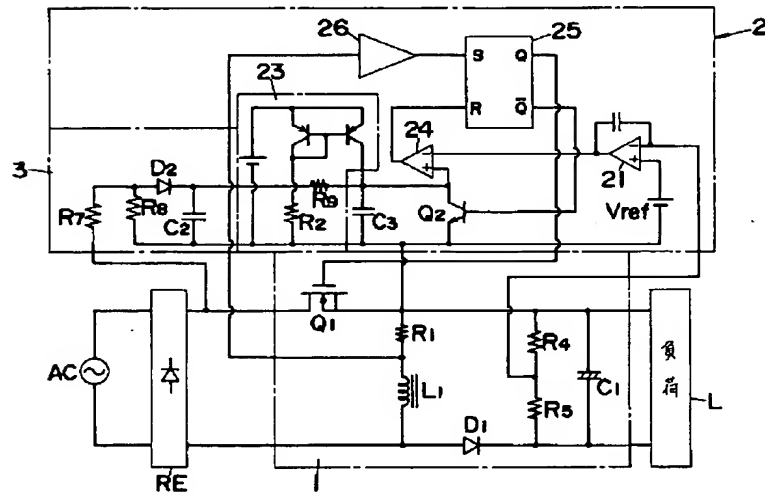 26
25
2
23
S Q
R Q̄
24
21
3
D2
R7
R8
C2
R2
R9
C3
Q2
Vref
Q1
AC
R1
R4
L1
R5
C1
負荷
L
D1
RE
1